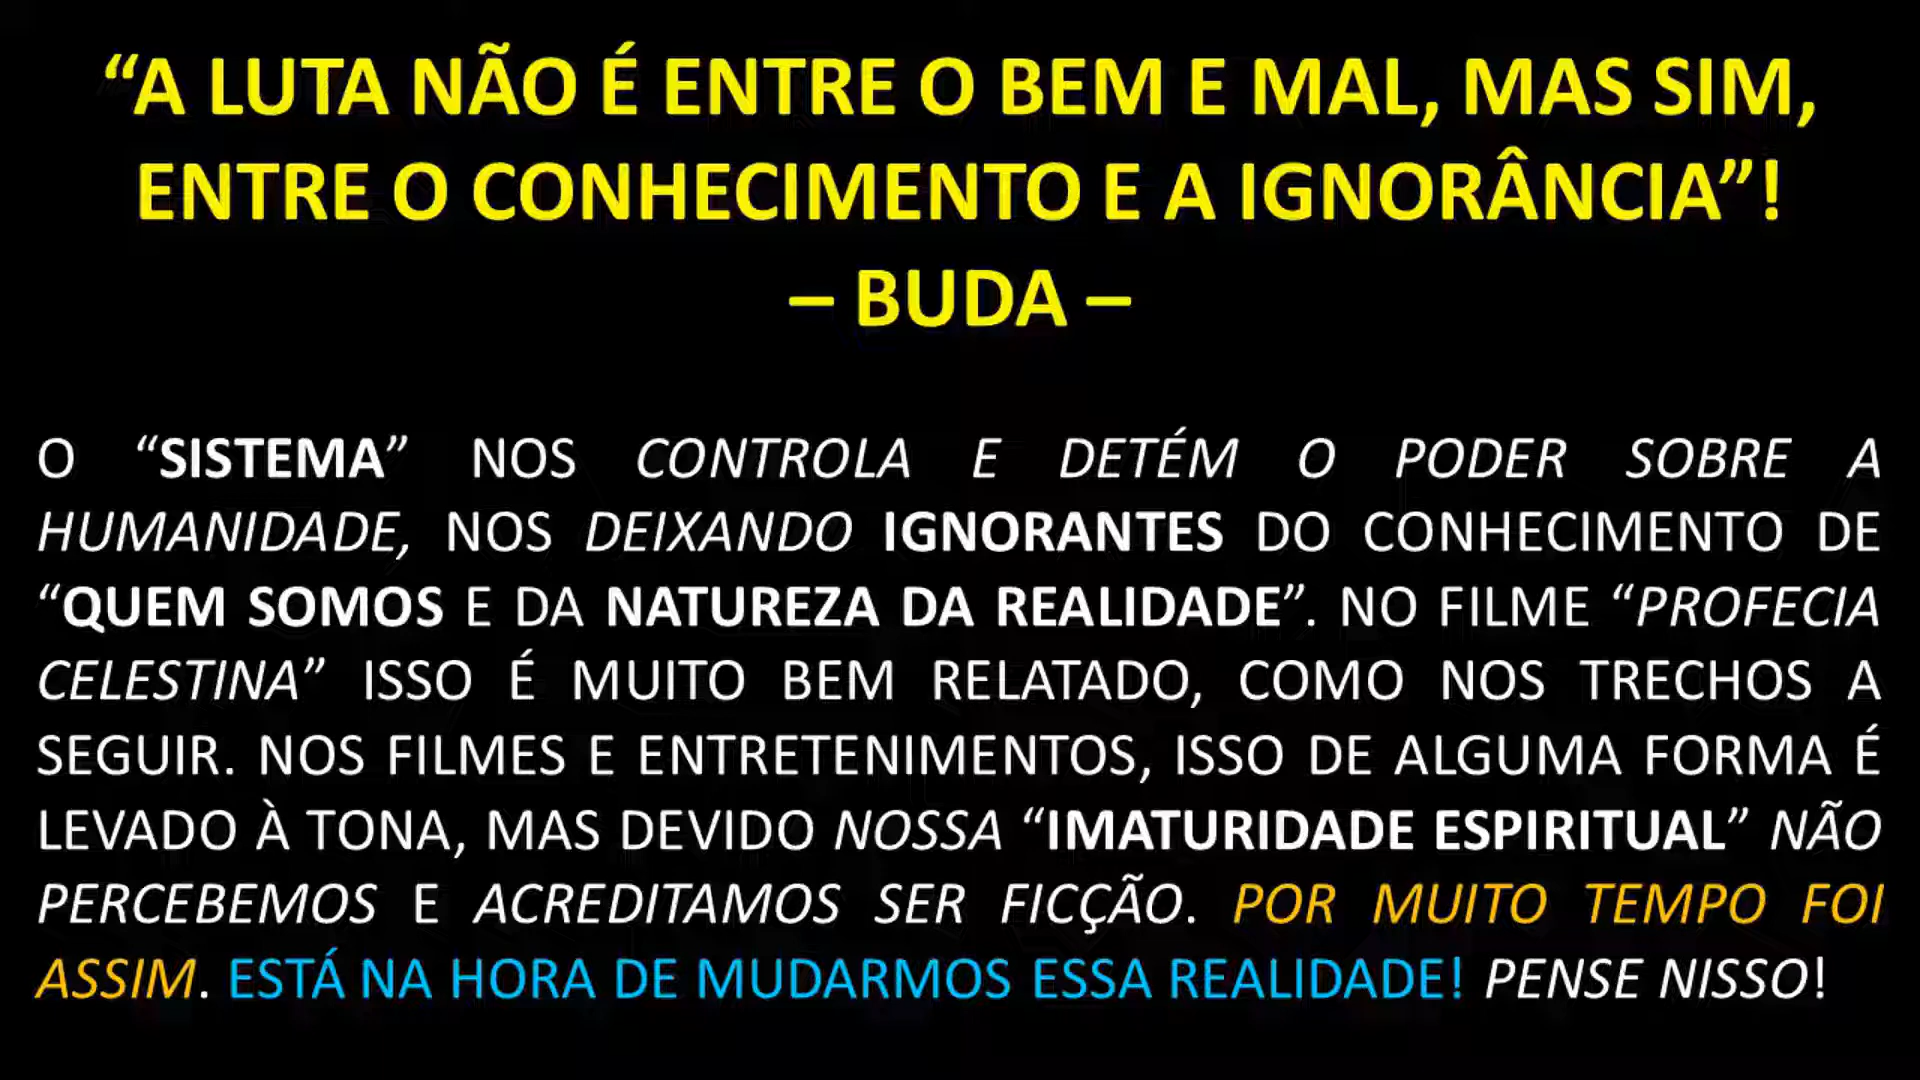 “A LUTA NÃO É ENTRE O BEM E MAL, MAS SIM,
ENTRE O CONHECIMENTO E A IGNORÂNCIA”!
– BUDA –
O “SISTEMA” NOS CONTROLA E DETÉM O PODER SOBRE A
HUMANIDADE, NOS DEIXANDO IGNORANTES DO CONHECIMENTO DE
“QUEM SOMOS E DA NATUREZA DA REALIDADE”. NO FILME “PROFECIA
CELESTINA” ISSO É MUITO BEM RELATADO, COMO NOS TRECHOS A
SEGUIR. NOS FILMES E ENTRETENIMENTOS, ISSO DE ALGUMA FORMA É
LEVADO À TONA, MAS DEVIDO NOSSA “IMATURIDADE ESPIRITUAL” NÃO
PERCEBEMOS E ACREDITAMOS SER FICÇÃO. POR MUITO TEMPO FOI
ASSIM. ESTÁ NA HORA DE MUDARMOS ESSA REALIDADE! PENSE NISSO!